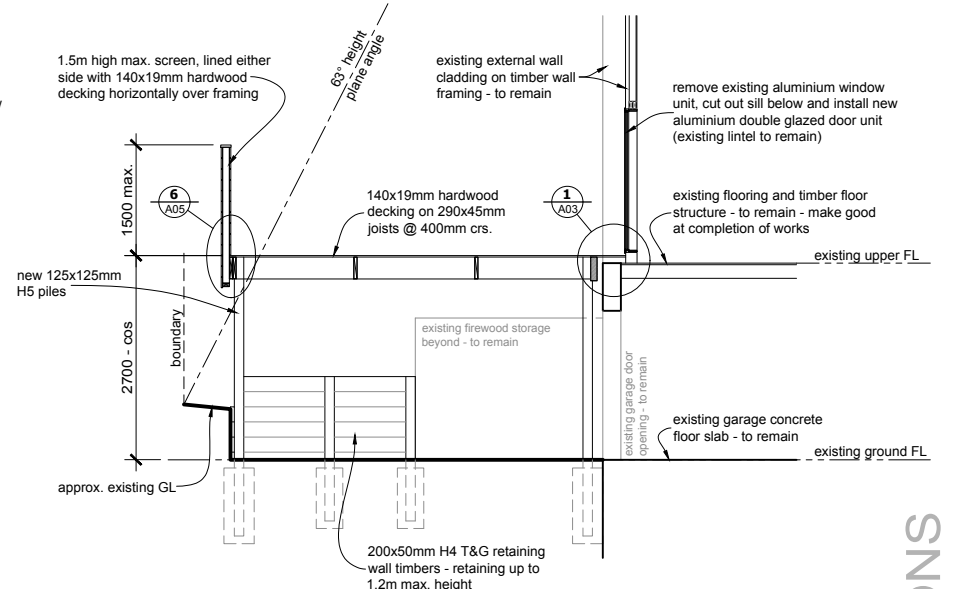 1.5m high max. screen, lined either
side with 140x19mm hardwood
decking horizontally over framing
63° height
plane angle
existing external wall
cladding on timber wall
framing - to remain
remove existing aluminium window
unit, cut out sill below and install new
aluminium double glazed door unit
(existing lintel to remain)
1500 max.
6
A05
140x19mm hardwood
decking on 290x45mm
joists @ 400mm crs.
1
A03
existing flooring and timber floor
structure - to remain - make good
at completion of works
existing upper FL
new 125x125mm
H5 piles
boundary
2700 - cos
existing firewood storage
beyond - to remain
existing garage door
opening - to remain
existing garage concrete
floor slab - to remain
existing ground FL
approx. existing GL
200x50mm H4 T&G retaining
wall timbers - retaining up to
1.2m max. height